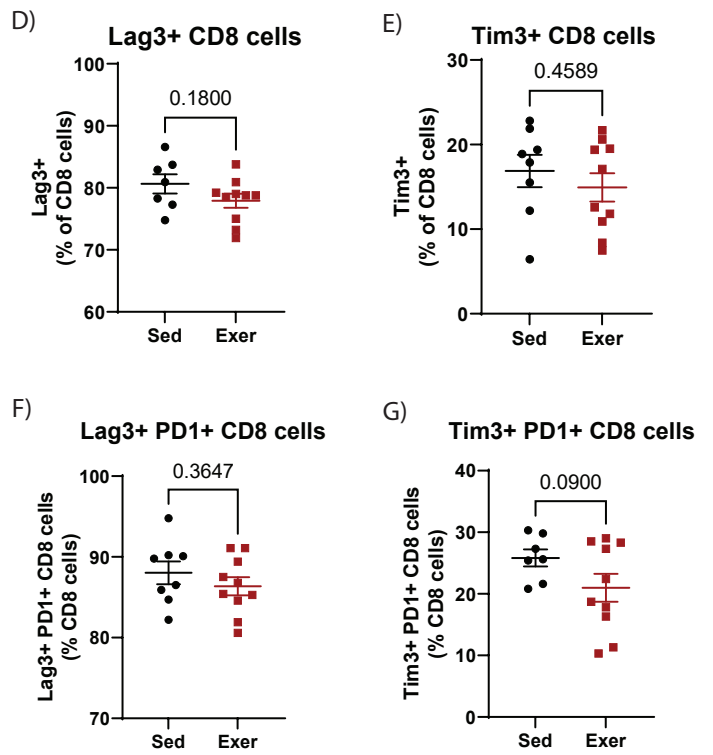 D)
Lag3+ CD8 cells
100
90
80
70
60
Lag3+
(% of CD8 cells)
0.1800
Sed
Exer
E)
Tim3+ CD8 cells
30
20
10
0
Tim3+
(% of CD8 cells)
0.4589
Sed
Exer
F)
Lag3+ PD1+ CD8 cells
100
90
80
70
Lag3+ PD1+ CD8 cells
(% CD8 cells)
0.3647
Sed
Exer
G)
Tim3+ PD1+ CD8 cells
40
30
20
10
0
Tim3+ PD1+ CD8 cells
(% CD8 cells)
0.0900
Sed
Exer